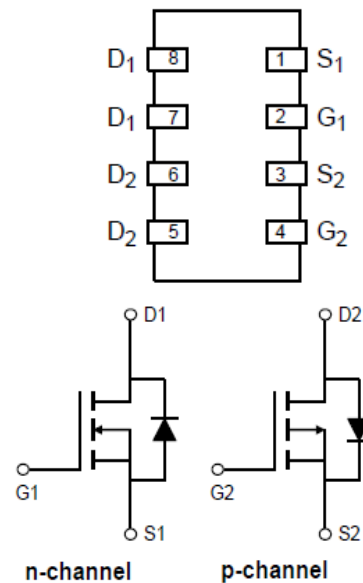 D1 8 1 S1
D1 7 2 G1
D2 6 3 S2
D2 5 4 G2
D1 D2
G1 G2
S1 S2
n-channel p-channel